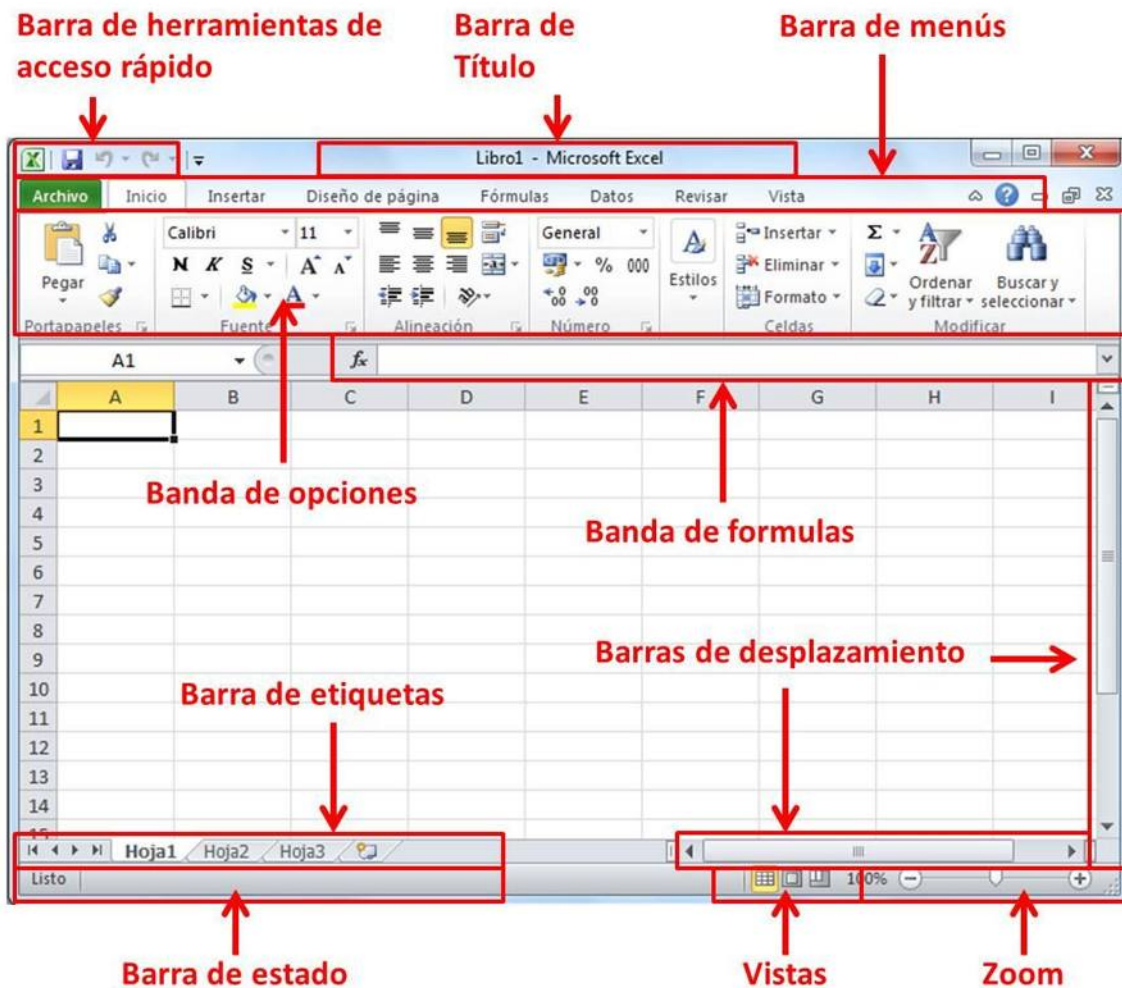 Barra de herramientas de
acceso rápido
Barra de
Título
Barra de menús
Libro1 - Microsoft Excel
Archivo Inicio Insertar Diseño de página Fórmulas Datos Revisar Vista
Calibri 11 General Insertar Σ
Pegar N K S A A % 000 Estilos Eliminar Ordenar
y filtrar Buscar y
seleccionar
A Formato
Portapapeles Fuente Alineación Número Celdas Modificar
A1 fx
A B C D E F G H I
1
2
3
Banda de opciones
4
Banda de formulas
5
6
7
8
9
Barras de desplazamiento
10
Barra de etiquetas
11
12
13
14
15
Hoja1 Hoja2 Hoja3
Listo 100%
Barra de estado
Vistas
Zoom